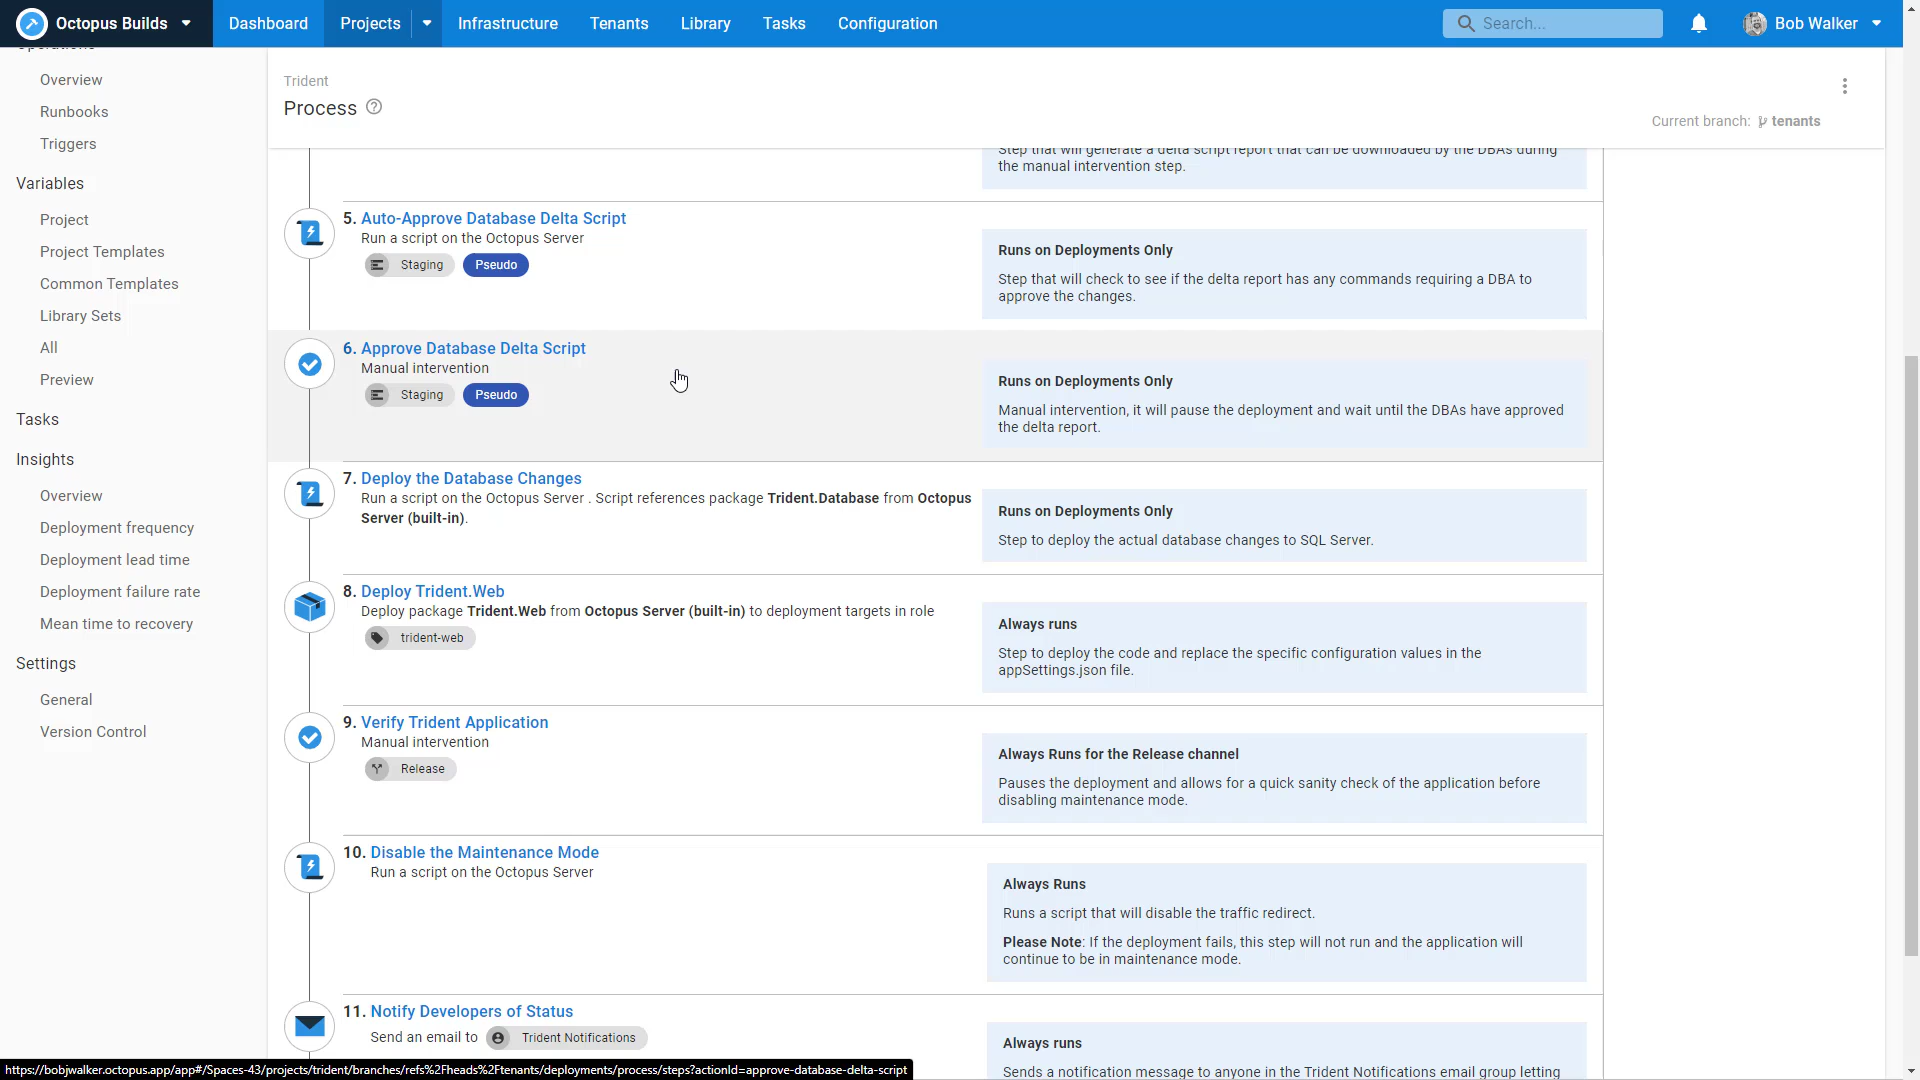 Octopus Builds
Dashboard
Projects
Infrastructure
Tenants
Library
Tasks
Configuration
Search...
Bob Walker
Operations
Overview
Runbooks
Triggers
Variables
Project
Project Templates
Common Templates
Library Sets
All
Preview
Tasks
Insights
Overview
Deployment frequency
Deployment lead time
Deployment failure rate
Mean time to recovery
Settings
General
Version Control
Trident
Process
Current branch: tenants
Step that will generate a delta script report that can be downloaded by the DBAs during
the manual intervention step.
5. Auto-Approve Database Delta Script
Run a script on the Octopus Server
Staging
Pseudo
Runs on Deployments Only
Step that will check to see if the delta report has any commands requiring a DBA to
approve the changes.
6. Approve Database Delta Script
Manual intervention
Staging
Pseudo
Runs on Deployments Only
Manual intervention, it will pause the deployment and wait until the DBAs have approved
the delta report.
7. Deploy the Database Changes
Run a script on the Octopus Server . Script references package Trident.Database from Octopus
Server (built-in).
Runs on Deployments Only
Step to deploy the actual database changes to SQL Server.
8. Deploy Trident.Web
Deploy package Trident.Web from Octopus Server (built-in) to deployment targets in role
trident-web
Always runs
Step to deploy the code and replace the specific configuration values in the
appSettings.json file.
9. Verify Trident Application
Manual intervention
Release
Always Runs for the Release channel
Pauses the deployment and allows for a quick sanity check of the application before
disabling maintenance mode.
10. Disable the Maintenance Mode
Run a script on the Octopus Server
Always Runs
Runs a script that will disable the traffic redirect.
Please Note: If the deployment fails, this step will not run and the application will
continue to be in maintenance mode.
11. Notify Developers of Status
Send an email to Trident Notifications
Always runs
Sends a notification message to anyone in the Trident Notifications email group letting
https://bobjwalker.octopus.app/app#/Spaces-43/projects/trident/branches/refs%2Fheads%2Ftenants/deployments/process/steps?actionId=approve-database-delta-script